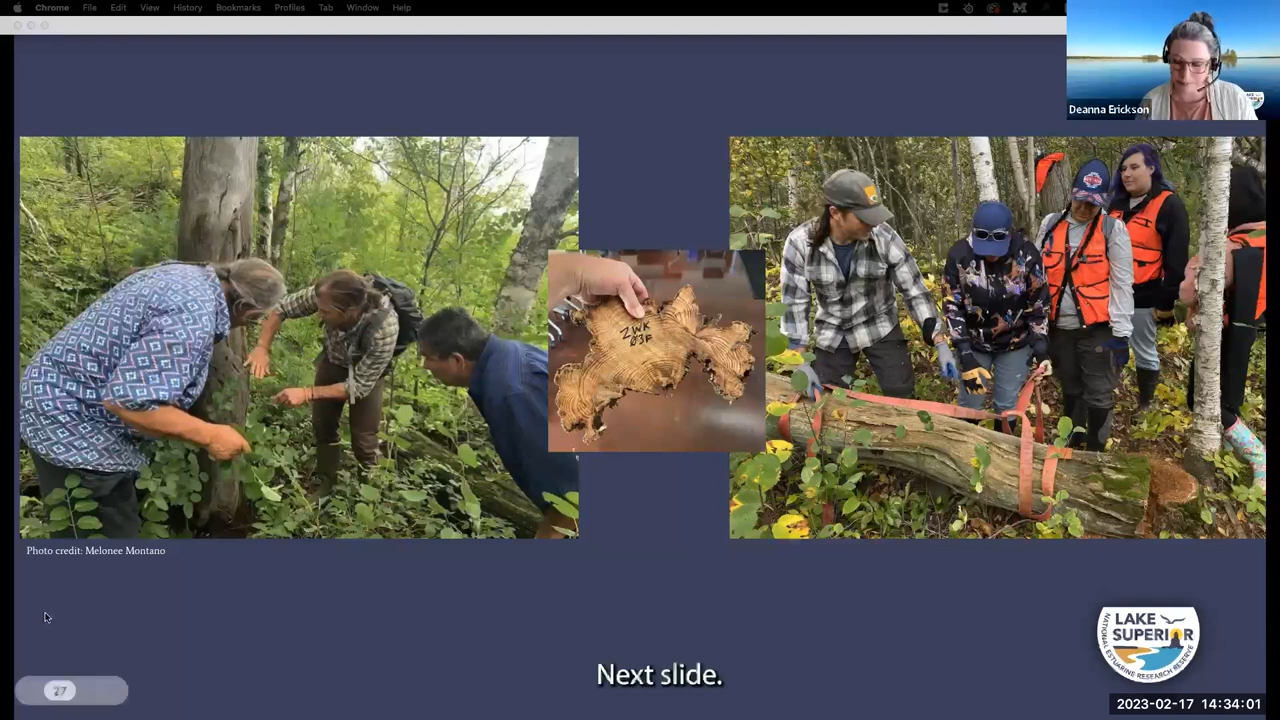 Chrome File Edit View History Bookmarks Profiles Tab Window Help
Deanna Erickson
ZWK
03F
Photo credit: Melonee Montano
LAKE
SUPERIOR
NATIONAL ESTUARINE RESEARCH RESERVE
27
Next slide.
2023-02-17 14:34:01